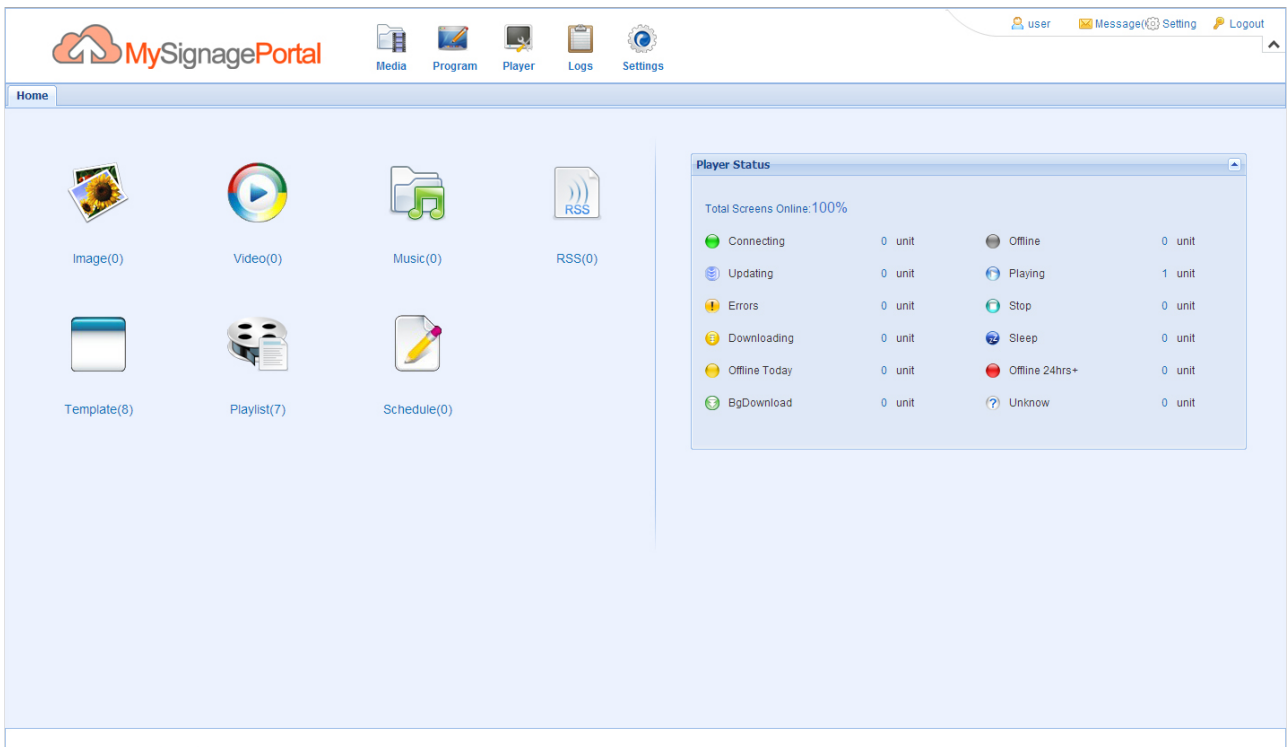 MySignagePortal
Media Program Player Logs Settings
user Message( Setting Logout
Home
Image(0) Video(0) Music(0) RSS RSS(0)
Template(8) Playlist(7) Schedule(0)
Player Status
Total Screens Online:100%
Connecting 0 unit Offline 0 unit
Updating 0 unit Playing 1 unit
Errors 0 unit Stop 0 unit
Downloading 0 unit Sleep 0 unit
Offline Today 0 unit Offline 24hrs+ 0 unit
BgDownload 0 unit Unknow 0 unit